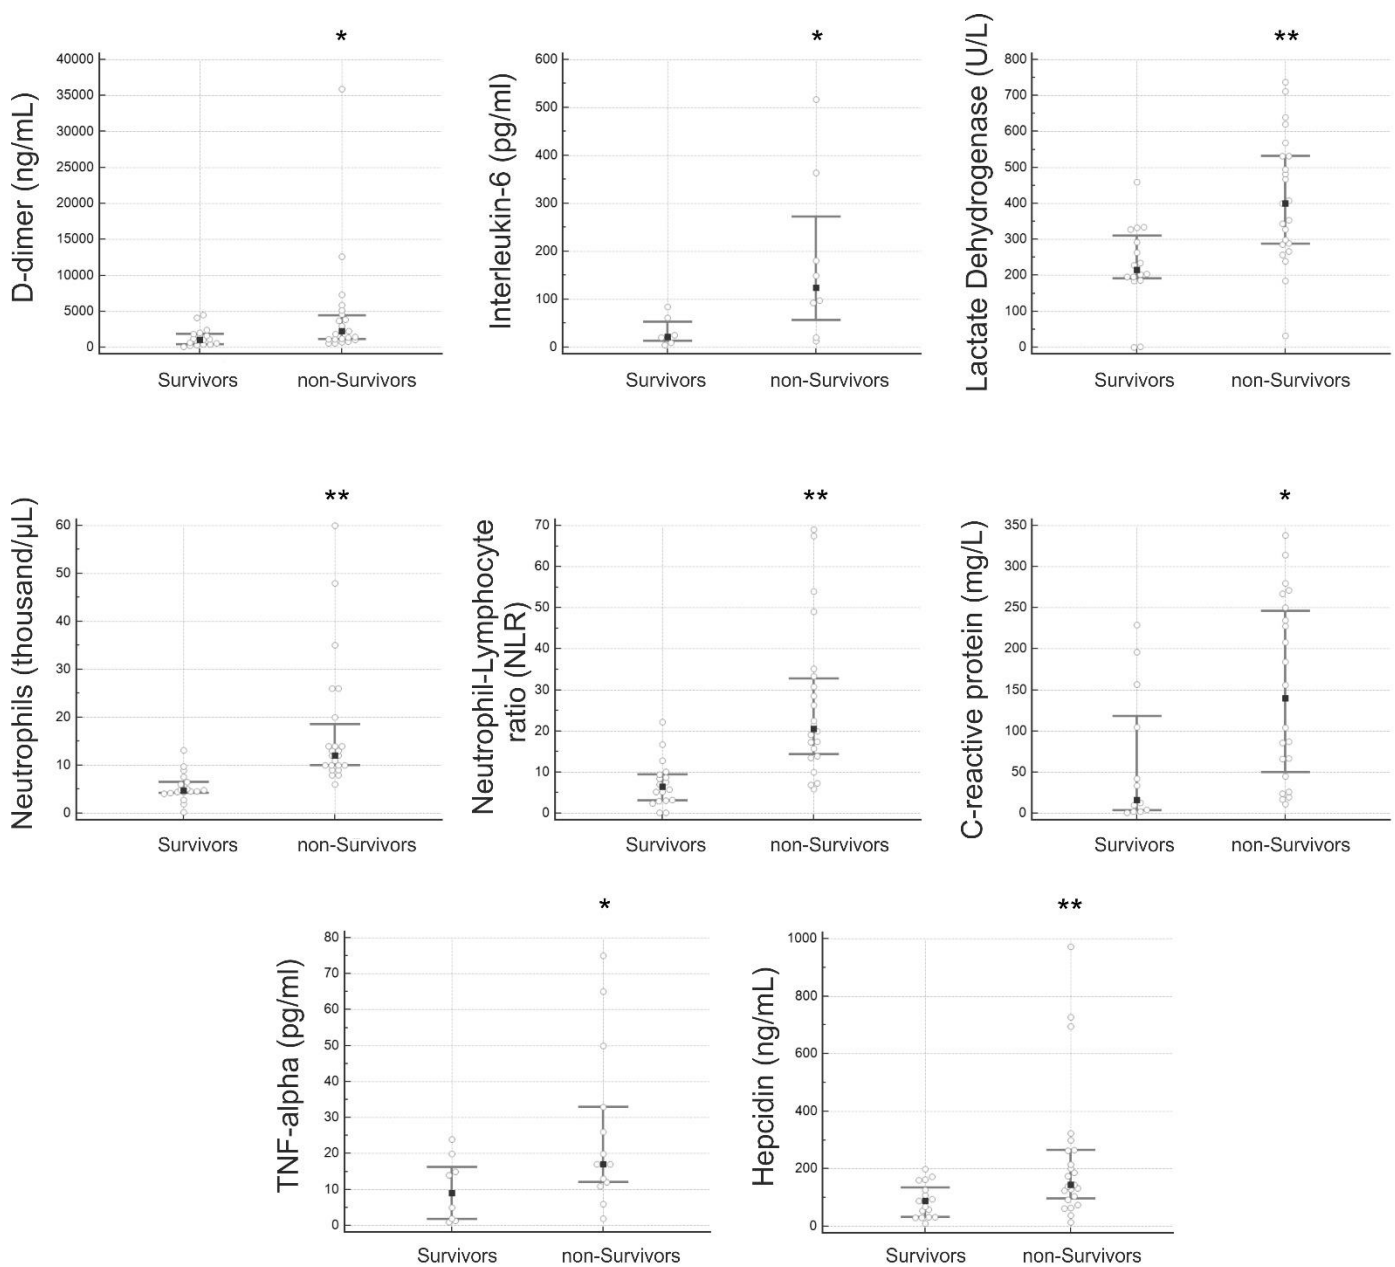 *
D-dimer (ng/mL)
40000
35000
30000
25000
20000
15000
10000
5000
0
Survivors
non-Survivors
*
Interleukin-6 (pg/ml)
600
500
400
300
200
100
0
Survivors
non-Survivors
**
Lactate Dehydrogenase (U/L)
800
700
600
500
400
300
200
100
0
Survivors
non-Survivors
**
Neutrophils (thousand/μL)
60
50
40
30
20
10
0
Survivors
non-Survivors
**
Neutrophil-Lymphocyte
ratio (NLR)
70
60
50
40
30
20
10
0
Survivors
non-Survivors
*
C-reactive protein (mg/L)
350
300
250
200
150
100
50
0
Survivors
non-Survivors
*
TNF-alpha (pg/ml)
80
70
60
50
40
30
20
10
0
Survivors
non-Survivors
**
Hepcidin (ng/mL)
1000
800
600
400
200
0
Survivors
non-Survivors